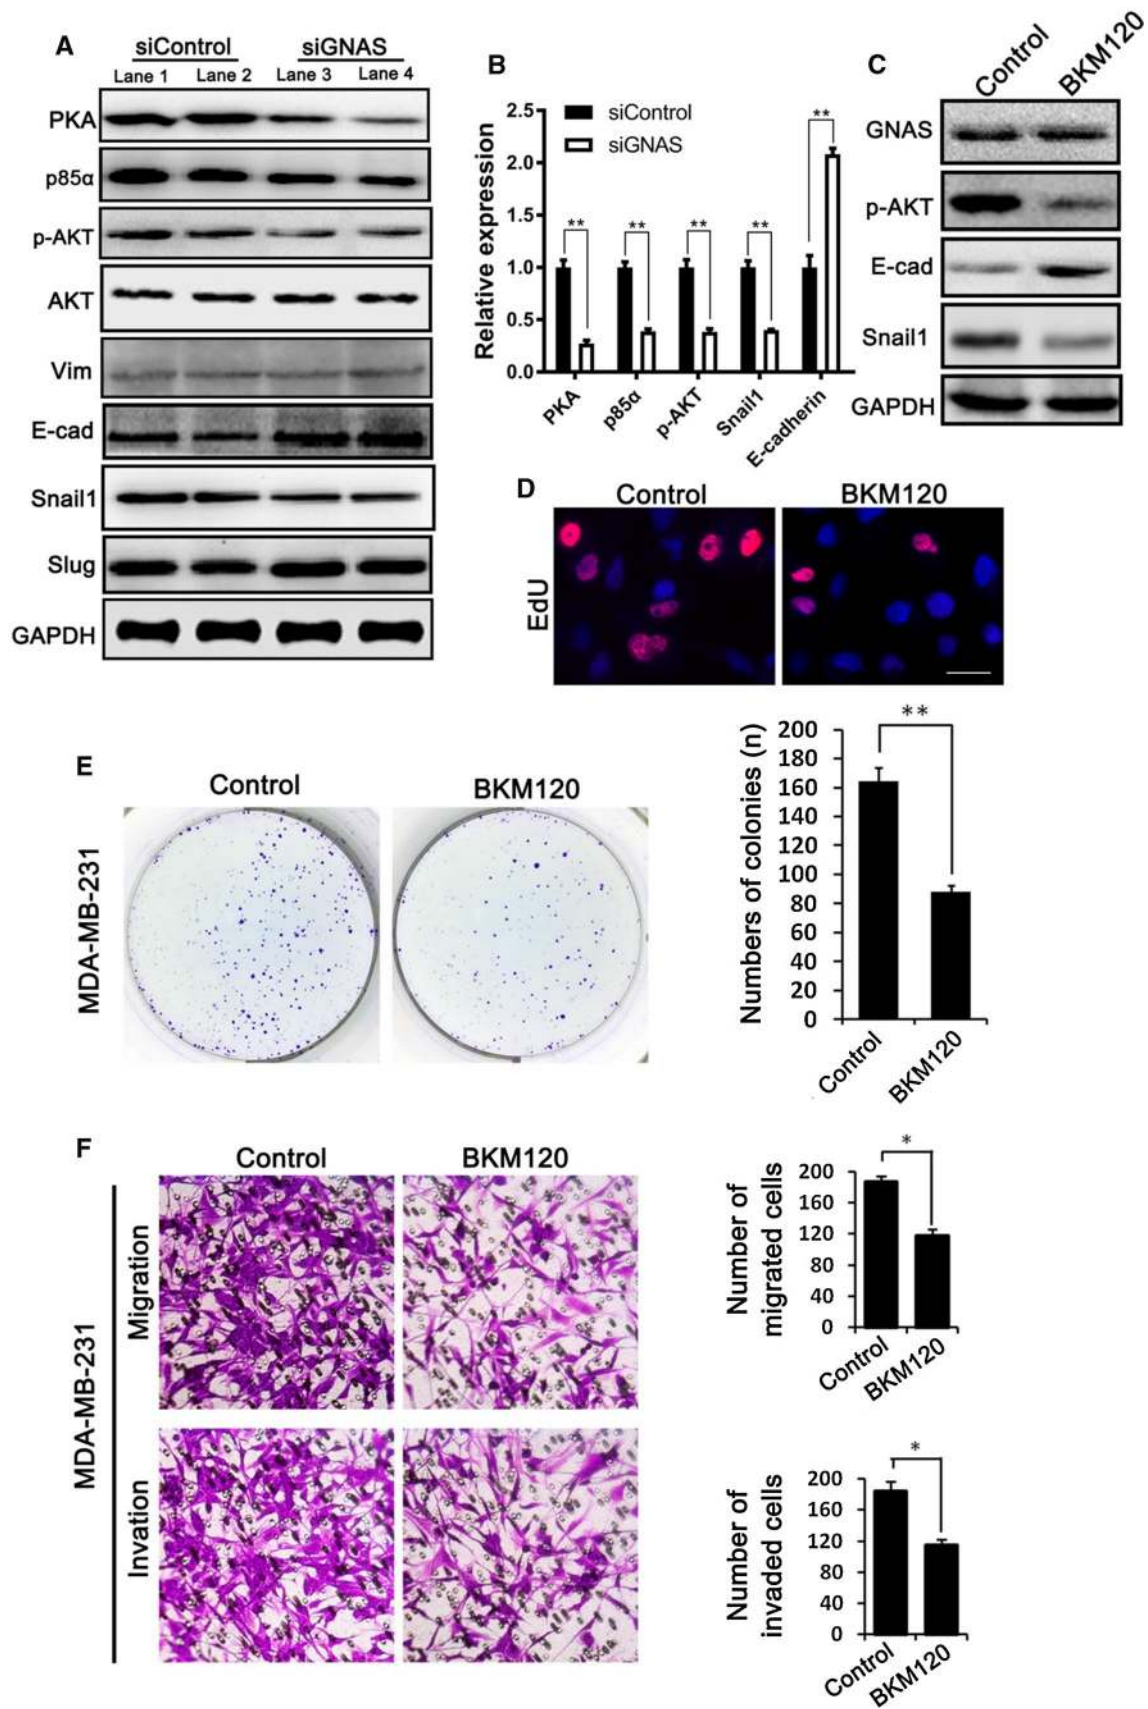 A
siControl siGNAS
Lane 1 Lane 2 Lane 3 Lane 4
PKA
p85α
p-AKT
AKT
Vim
E-cad
Snail1
Slug
GAPDH
B
Relative expression
2.5
2.0
1.5
1.0
0.5
0.0
siControl
siGNAS
**
**
**
**
**
PKA
p85α
p-AKT
Snail1
E-cadherin
C
Control BKM120
GNAS
p-AKT
E-cad
Snail1
GAPDH
D
Control BKM120
EdU
E
Control BKM120
MDA-MB-231
Numbers of colonies (n)
200
180
160
140
120
100
80
60
40
20
0
**
Control
BKM120
F
Control BKM120
MDA-MB-231
Migration
Invation
Number of
migrated cells
200
160
120
80
40
0
*
Control
BKM120
Number of
invaded cells
200
160
120
80
40
0
*
Control
BKM120